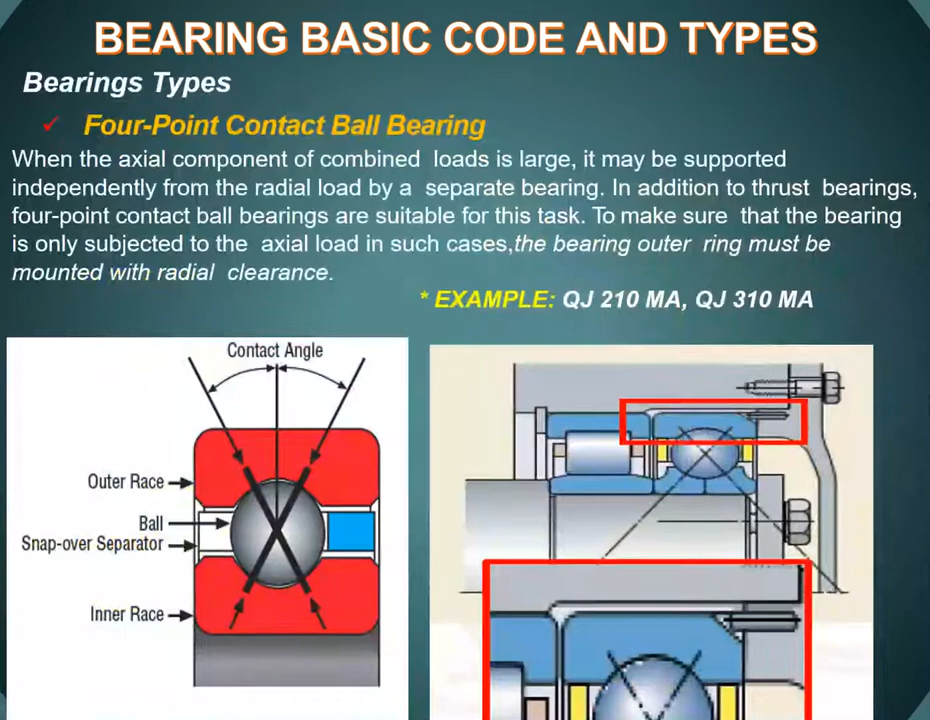 BEARING BASIC CODE AND TYPES
Bearings Types
✓ Four-Point Contact Ball Bearing
When the axial component of combined loads is large, it may be supported
independently from the radial load by a separate bearing. In addition to thrust bearings,
four-point contact ball bearings are suitable for this task. To make sure that the bearing
is only subjected to the axial load in such cases,the bearing outer ring must be
mounted with radial clearance.
* EXAMPLE: QJ 210 MA, QJ 310 MA
Contact Angle
Outer Race
Ball
Snap-over Separator
Inner Race